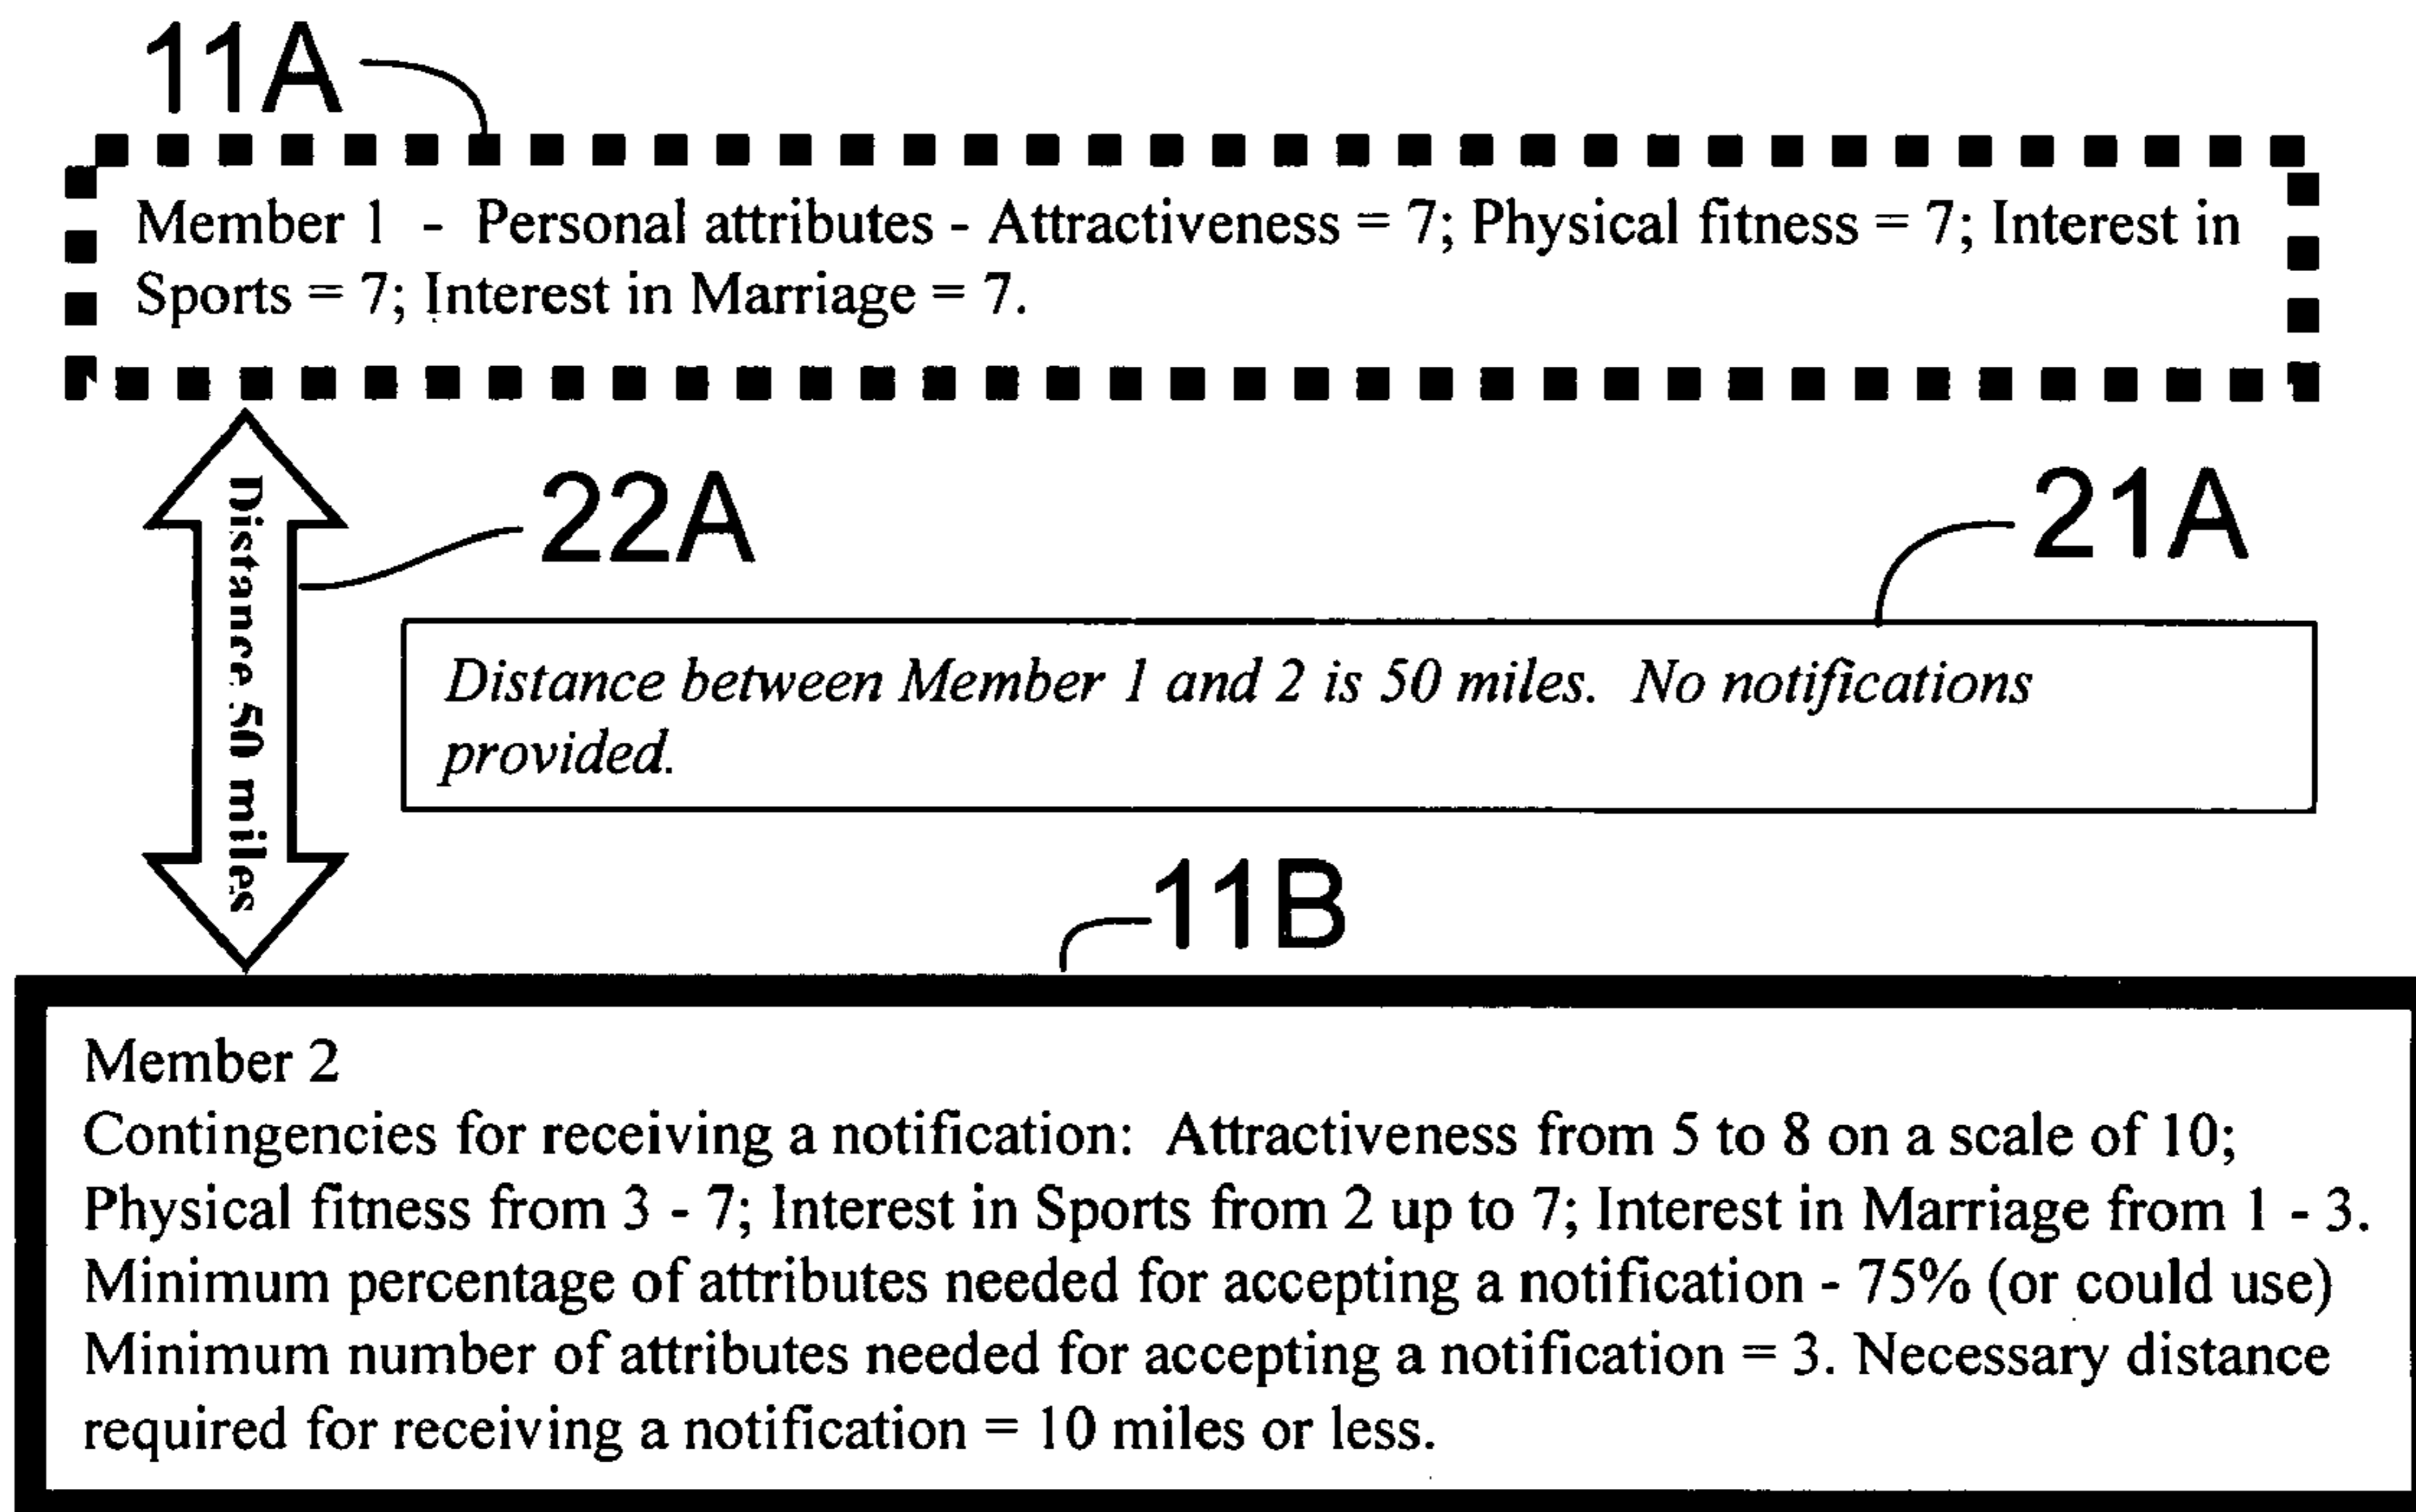 11A
Member 1 - Personal attributes - Attractiveness = 7; Physical fitness = 7; Interest in
Sports = 7; Interest in Marriage = 7.
Distance 50 miles
22A
21A
Distance between Member 1 and 2 is 50 miles. No notifications
provided.
11B
Member 2
Contingencies for receiving a notification: Attractiveness from 5 to 8 on a scale of 10;
Physical fitness from 3 - 7; Interest in Sports from 2 up to 7; Interest in Marriage from 1 - 3.
Minimum percentage of attributes needed for accepting a notification - 75% (or could use)
Minimum number of attributes needed for accepting a notification = 3. Necessary distance
required for receiving a notification = 10 miles or less.